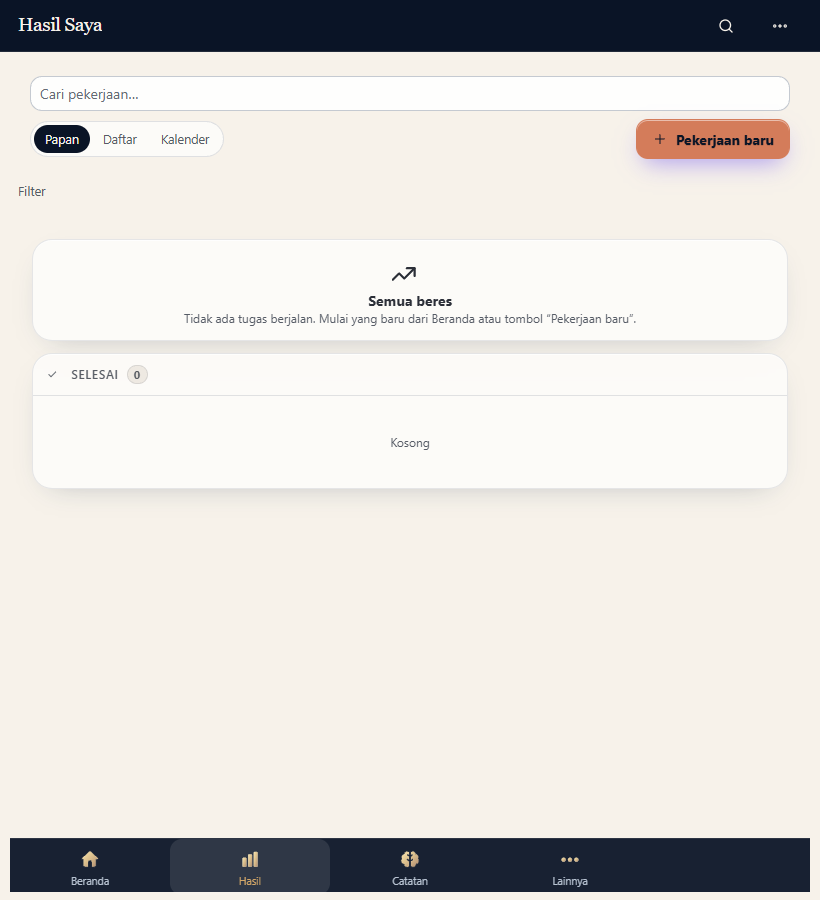 Hasil Saya
Cari pekerjaan...
Papan Daftar Kalender
Pekerjaan baru
Filter
Semua beres
Tidak ada tugas berjalan. Mulai yang baru dari Beranda atau tombol “Pekerjaan baru”.
SELESAI 0
Kosong
Beranda Hasil Catatan Lainnya